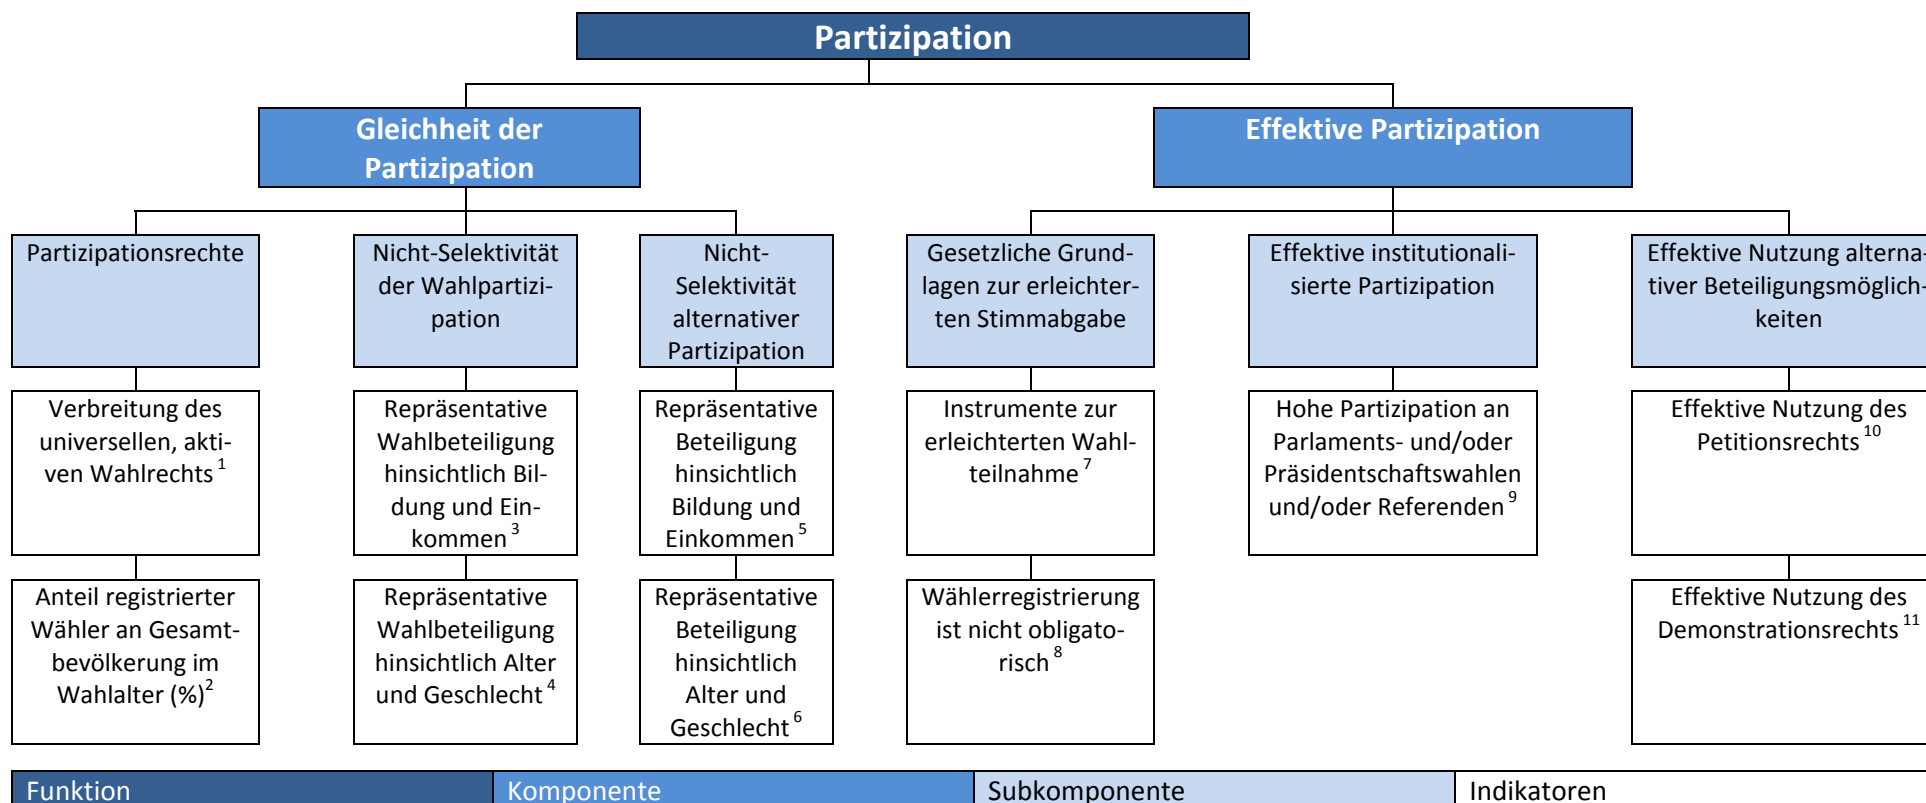 Partizipation
Gleichheit der
Partizipation
Effektive Partizipation
Partizipationsrechte
Nicht-Selektivität
der Wahlpartizi-
pation
Nicht-
Selektivität
alternativer
Partizipation
Gesetzliche Grund-
lagen zur erleichter-
ten Stimmabgabe
Effektive institutionali-
sierte Partizipation
Effektive Nutzung alterna-
tiver Beteiligungsmöglich-
keiten
Verbreitung des
universellen, akti-
ven Wahlrechts 1
Repräsentative
Wahlbeteiligung
hinsichtlich Bil-
dung und Ein-
kommen 3
Repräsentative
Beteiligung
hinsichtlich
Bildung und
Einkommen 5
Instrumente zur
erleichterten Wahl-
teilnahme 7
Hohe Partizipation an
Parlaments- und/oder
Präsidentschaftswahlen
und/oder Referenden 9
Effektive Nutzung des
Petitionsrechts 10
Anteil registrierter
Wähler an Gesamt-
bevölkerung im
Wahlalter (%)2
Repräsentative
Wahlbeteiligung
hinsichtlich Alter
und Geschlecht 4
Repräsentative
Beteiligung
hinsichtlich
Alter und
Geschlecht 6
Wählerregistrierung
ist nicht obligato-
risch 8
Effektive Nutzung des
Demonstrationsrechts 11
Funktion
Komponente
Subkomponente
Indikatoren